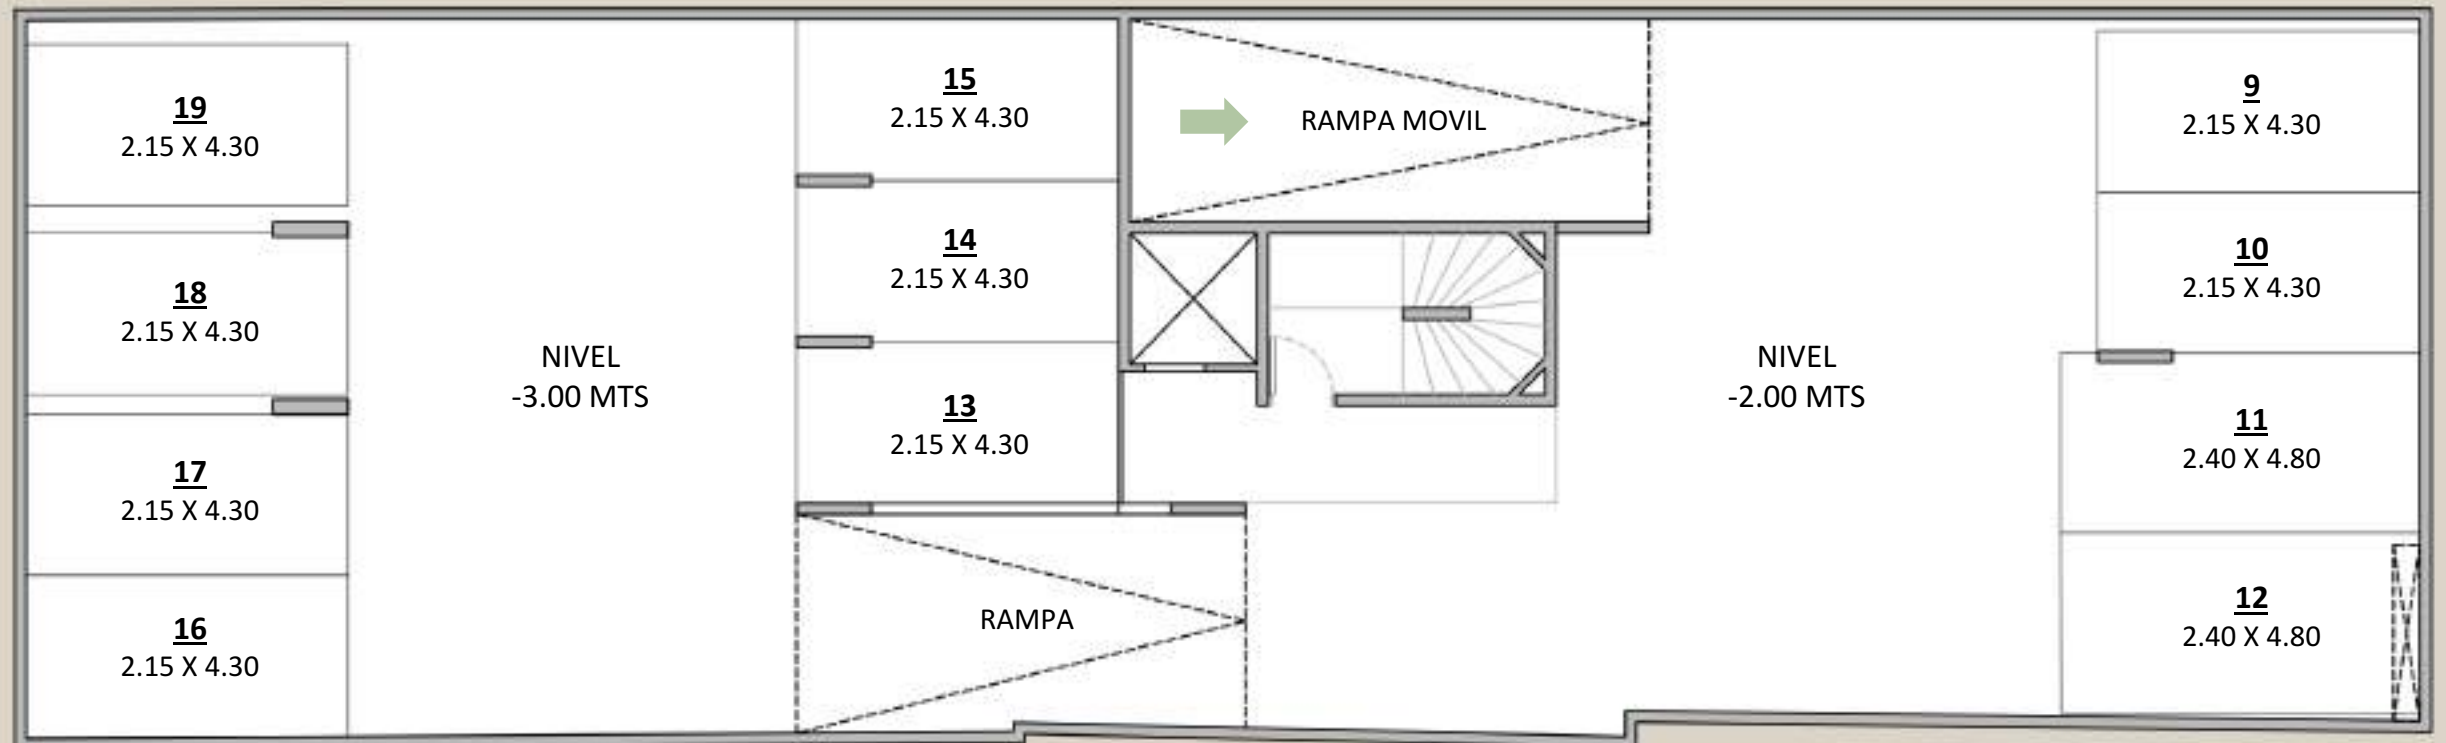 19
2.15 X 4.30
18
2.15 X 4.30
17
2.15 X 4.30
16
2.15 X 4.30
NIVEL
-3.00 MTS
15
2.15 X 4.30
14
2.15 X 4.30
13
2.15 X 4.30
RAMPA
RAMPA MOVIL
NIVEL
-2.00 MTS
9
2.15 X 4.30
10
2.15 X 4.30
11
2.40 X 4.80
12
2.40 X 4.80